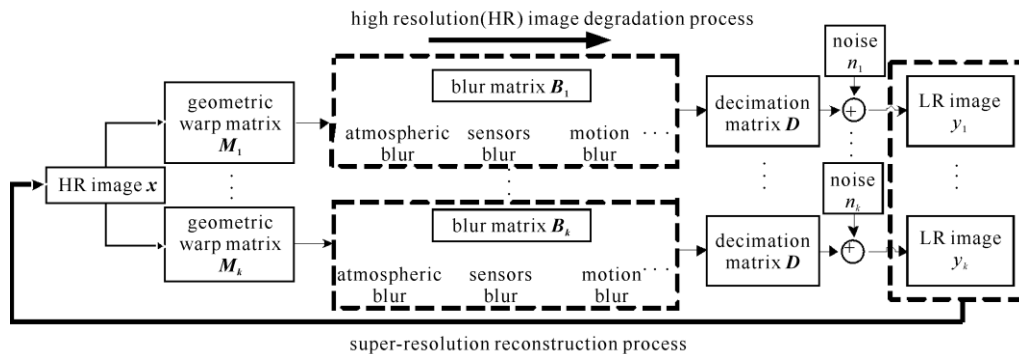 high resolution(HR) image degradation process
HR image x
geometric
warp matrix
M₁
blur matrix B₁
atmospheric
blur
sensors
blur
motion
blur
· · ·
decimation
matrix D
noise
n₁
+
LR image
y₁
geometric
warp matrix
Mₖ
blur matrix Bₖ
atmospheric
blur
sensors
blur
motion
blur
· · ·
decimation
matrix D
noise
nₖ
+
LR image
yₖ
super-resolution reconstruction process